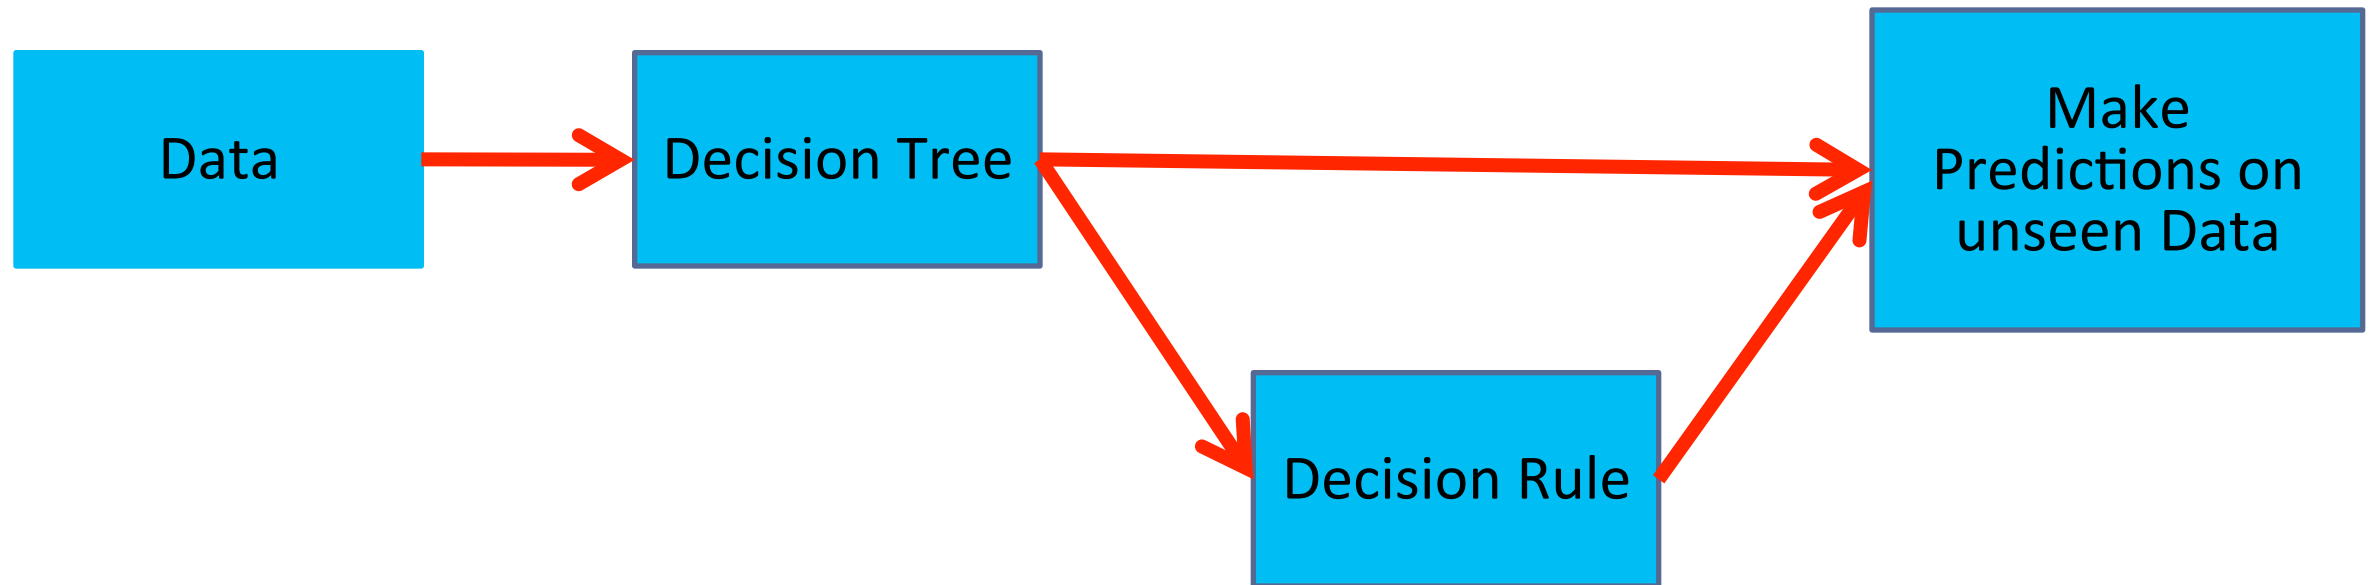 Data
Decision Tree
Make
Predictions on
unseen Data
Decision Rule